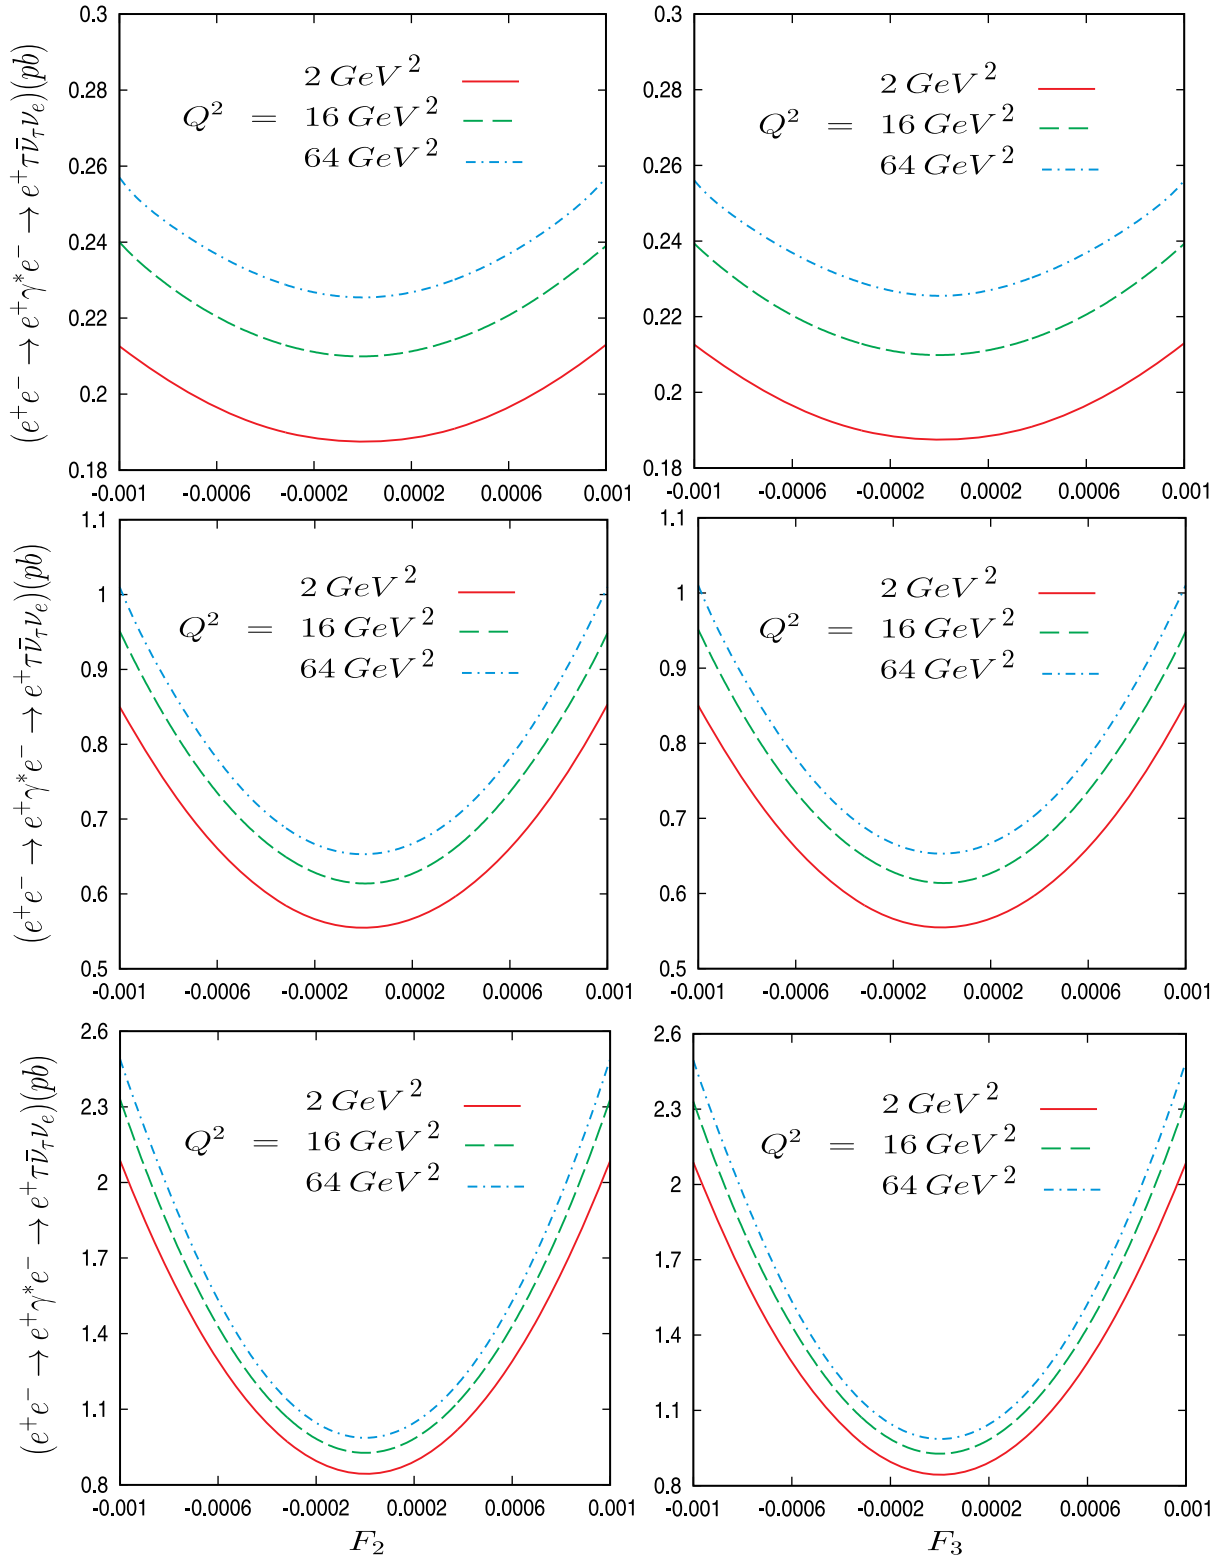 (e⁺e⁻ → e⁺γ*e⁻ → e⁺τν̄_τν_e)(pb)
0.3
0.28
0.26
0.24
0.22
0.2
0.18
Q² =
2 GeV²
16 GeV²
64 GeV²
-0.001 -0.0006 -0.0002 0.0002 0.0006 0.001
0.3
0.28
0.26
0.24
0.22
0.2
0.18
Q² =
2 GeV²
16 GeV²
64 GeV²
-0.001 -0.0006 -0.0002 0.0002 0.0006 0.001
(e⁺e⁻ → e⁺γ*e⁻ → e⁺τν̄_τν_e)(pb)
1.1
1
0.9
0.8
0.7
0.6
0.5
Q² =
2 GeV²
16 GeV²
64 GeV²
-0.001 -0.0006 -0.0002 0.0002 0.0006 0.001
1.1
1
0.9
0.8
0.7
0.6
0.5
Q² =
2 GeV²
16 GeV²
64 GeV²
-0.001 -0.0006 -0.0002 0.0002 0.0006 0.001
(e⁺e⁻ → e⁺γ*e⁻ → e⁺τν̄_τν_e)(pb)
2.6
2.3
2
1.7
1.4
1.1
0.8
Q² =
2 GeV²
16 GeV²
64 GeV²
-0.001 -0.0006 -0.0002 0.0002 0.0006 0.001
F₂
2.6
2.3
2
1.7
1.4
1.1
0.8
Q² =
2 GeV²
16 GeV²
64 GeV²
-0.001 -0.0006 -0.0002 0.0002 0.0006 0.001
F₃